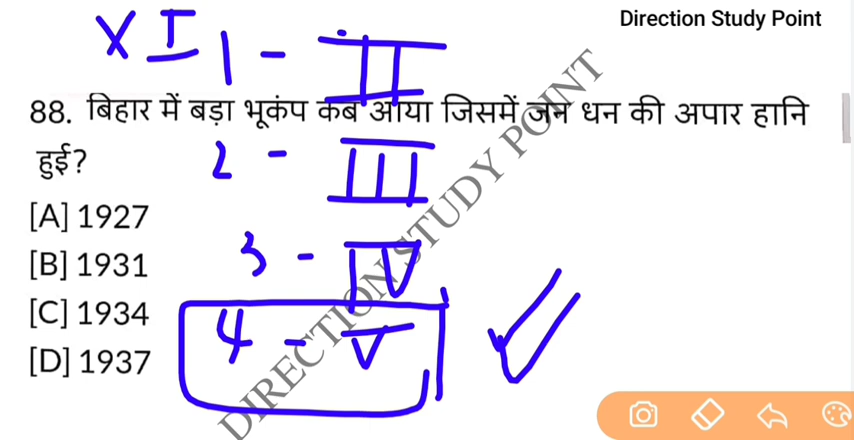 Direction Study Point
XI 1 - II
88. बिहार में बड़ा भूकंप कब आया जिसमें जन धन की अपार हानि
हुई?
2 - III
[A] 1927
[B] 1931
3 - IV
[C] 1934
4 - V
[D] 1937
DIRECTION STUDY POINT